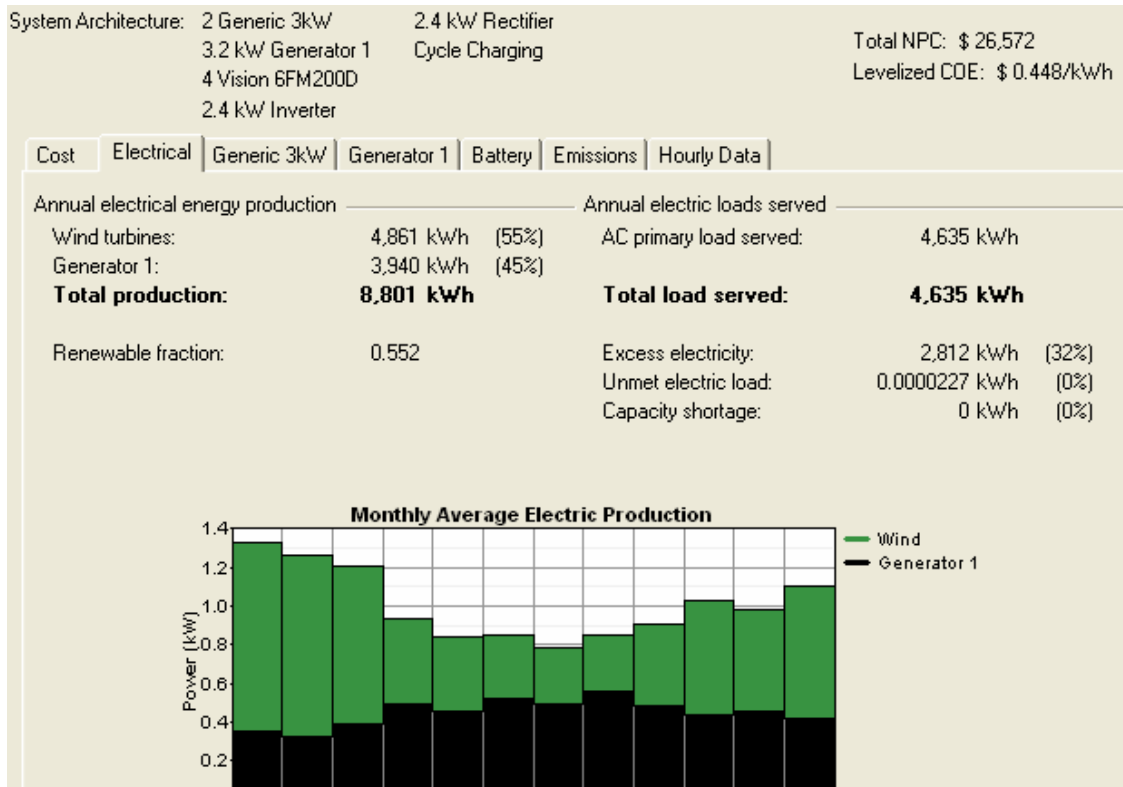 System Architecture: 2 Generic 3kW 2.4 kW Rectifier
3.2 kW Generator 1 Cycle Charging
4 Vision 6FM200D
2.4 kW Inverter
Total NPC: $ 26,572
Levelized COE: $ 0.448/kWh
Cost Electrical Generic 3kW Generator 1 Battery Emissions Hourly Data
Annual electrical energy production
Wind turbines: 4,861 kWh (55%)
Generator 1: 3,940 kWh (45%)
Total production: 8,801 kWh
Renewable fraction: 0.552
Annual electric loads served
AC primary load served: 4,635 kWh
Total load served: 4,635 kWh
Excess electricity: 2,812 kWh (32%)
Unmet electric load: 0.0000227 kWh (0%)
Capacity shortage: 0 kWh (0%)
Monthly Average Electric Production
1.4
1.2
1.0
0.8
0.6
0.4
0.2
Power (kW)
Wind
Generator 1